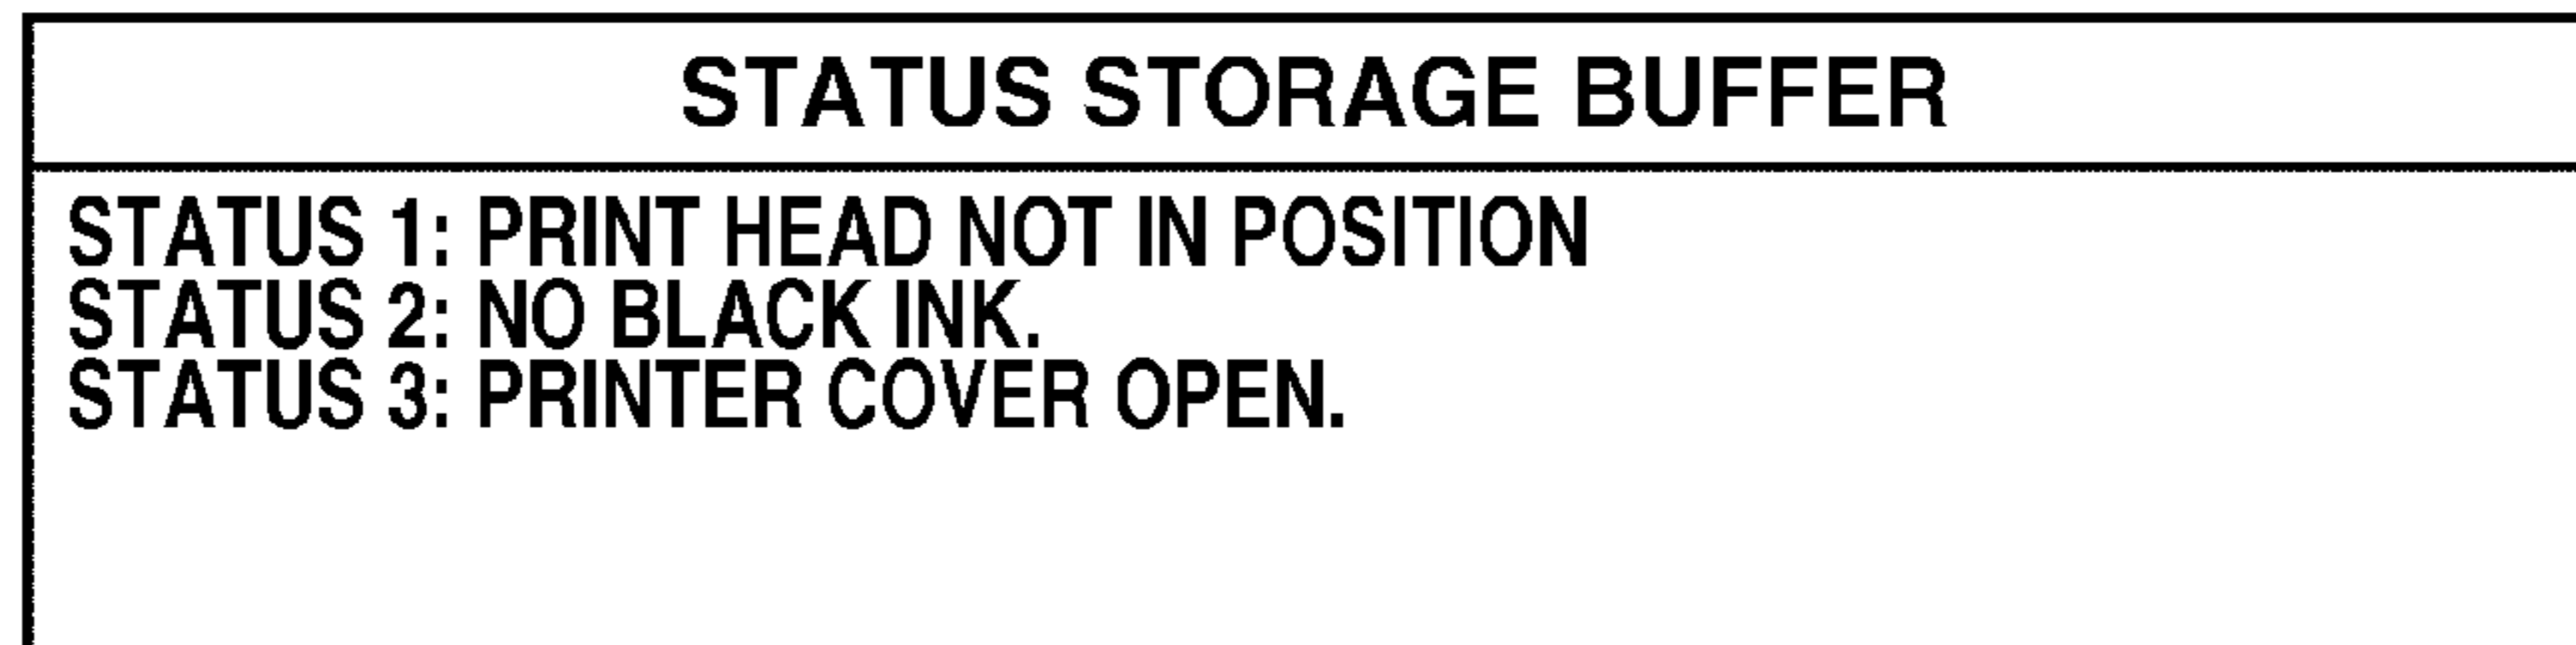 STATUS STORAGE BUFFER
STATUS 1: PRINT HEAD NOT IN POSITION
STATUS 2: NO BLACK INK.
STATUS 3: PRINTER COVER OPEN.